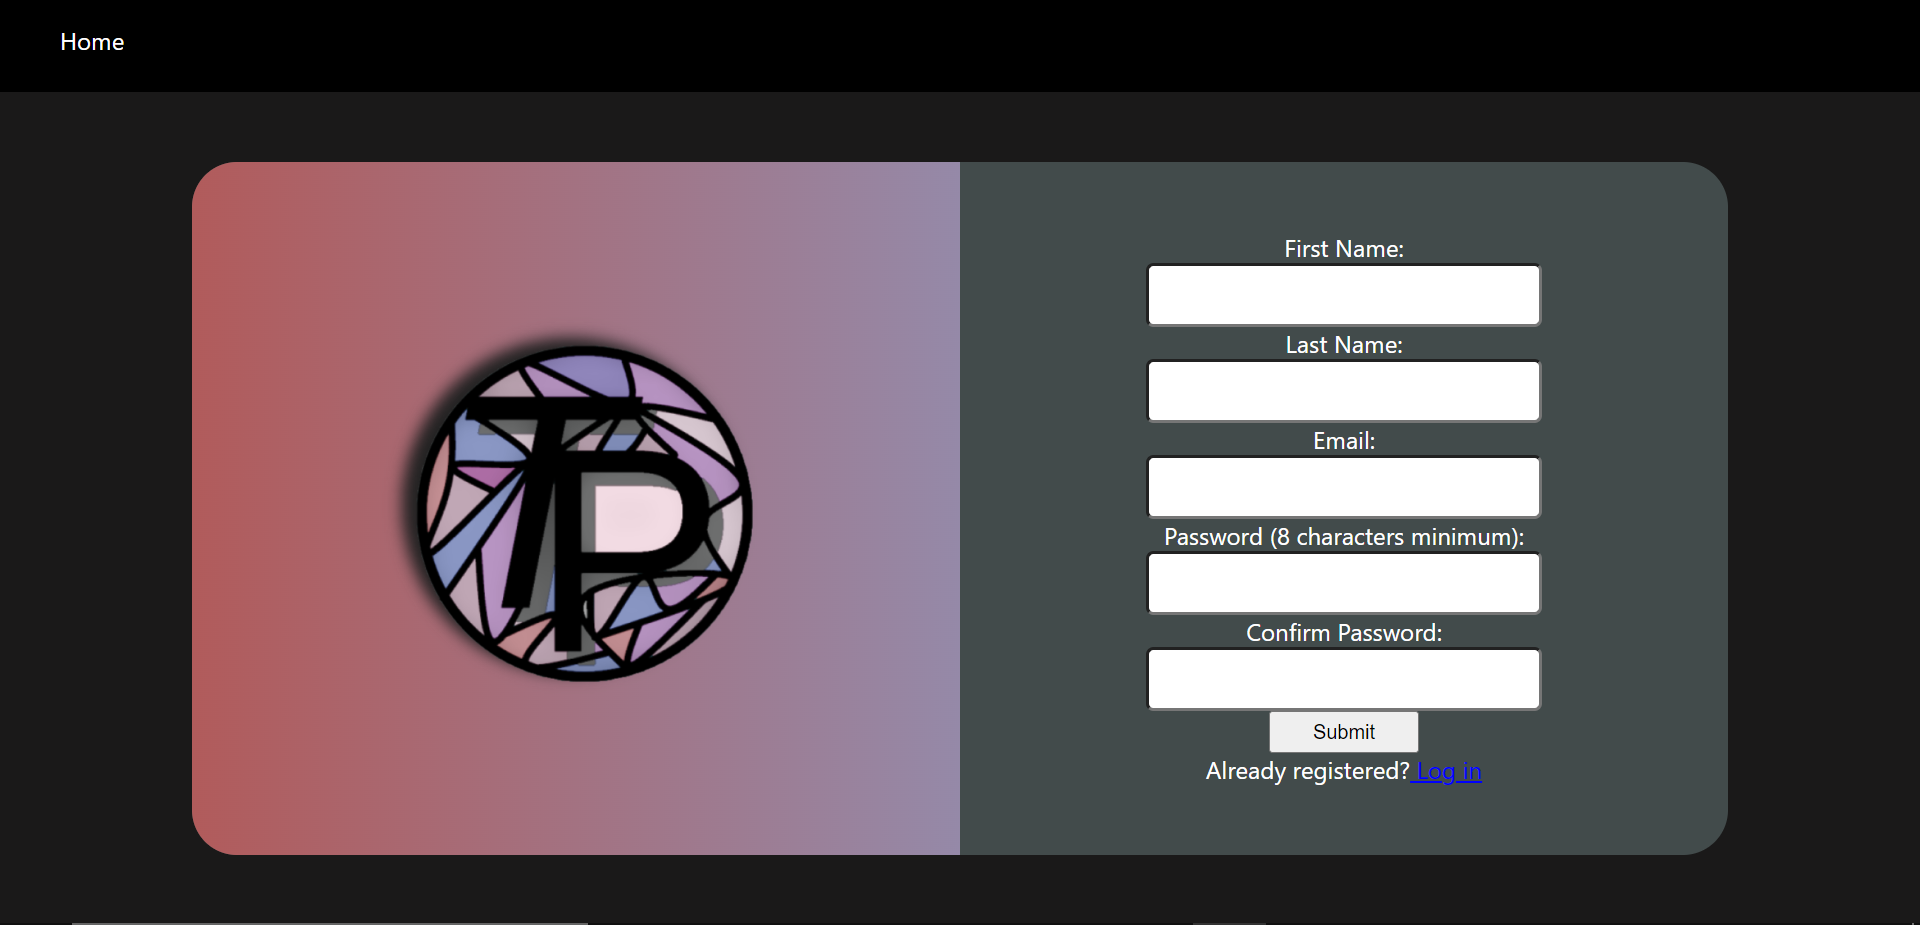 Home
TP
First Name:
Last Name:
Email:
Password (8 characters minimum):
Confirm Password:
Submit
Already registered? Log in